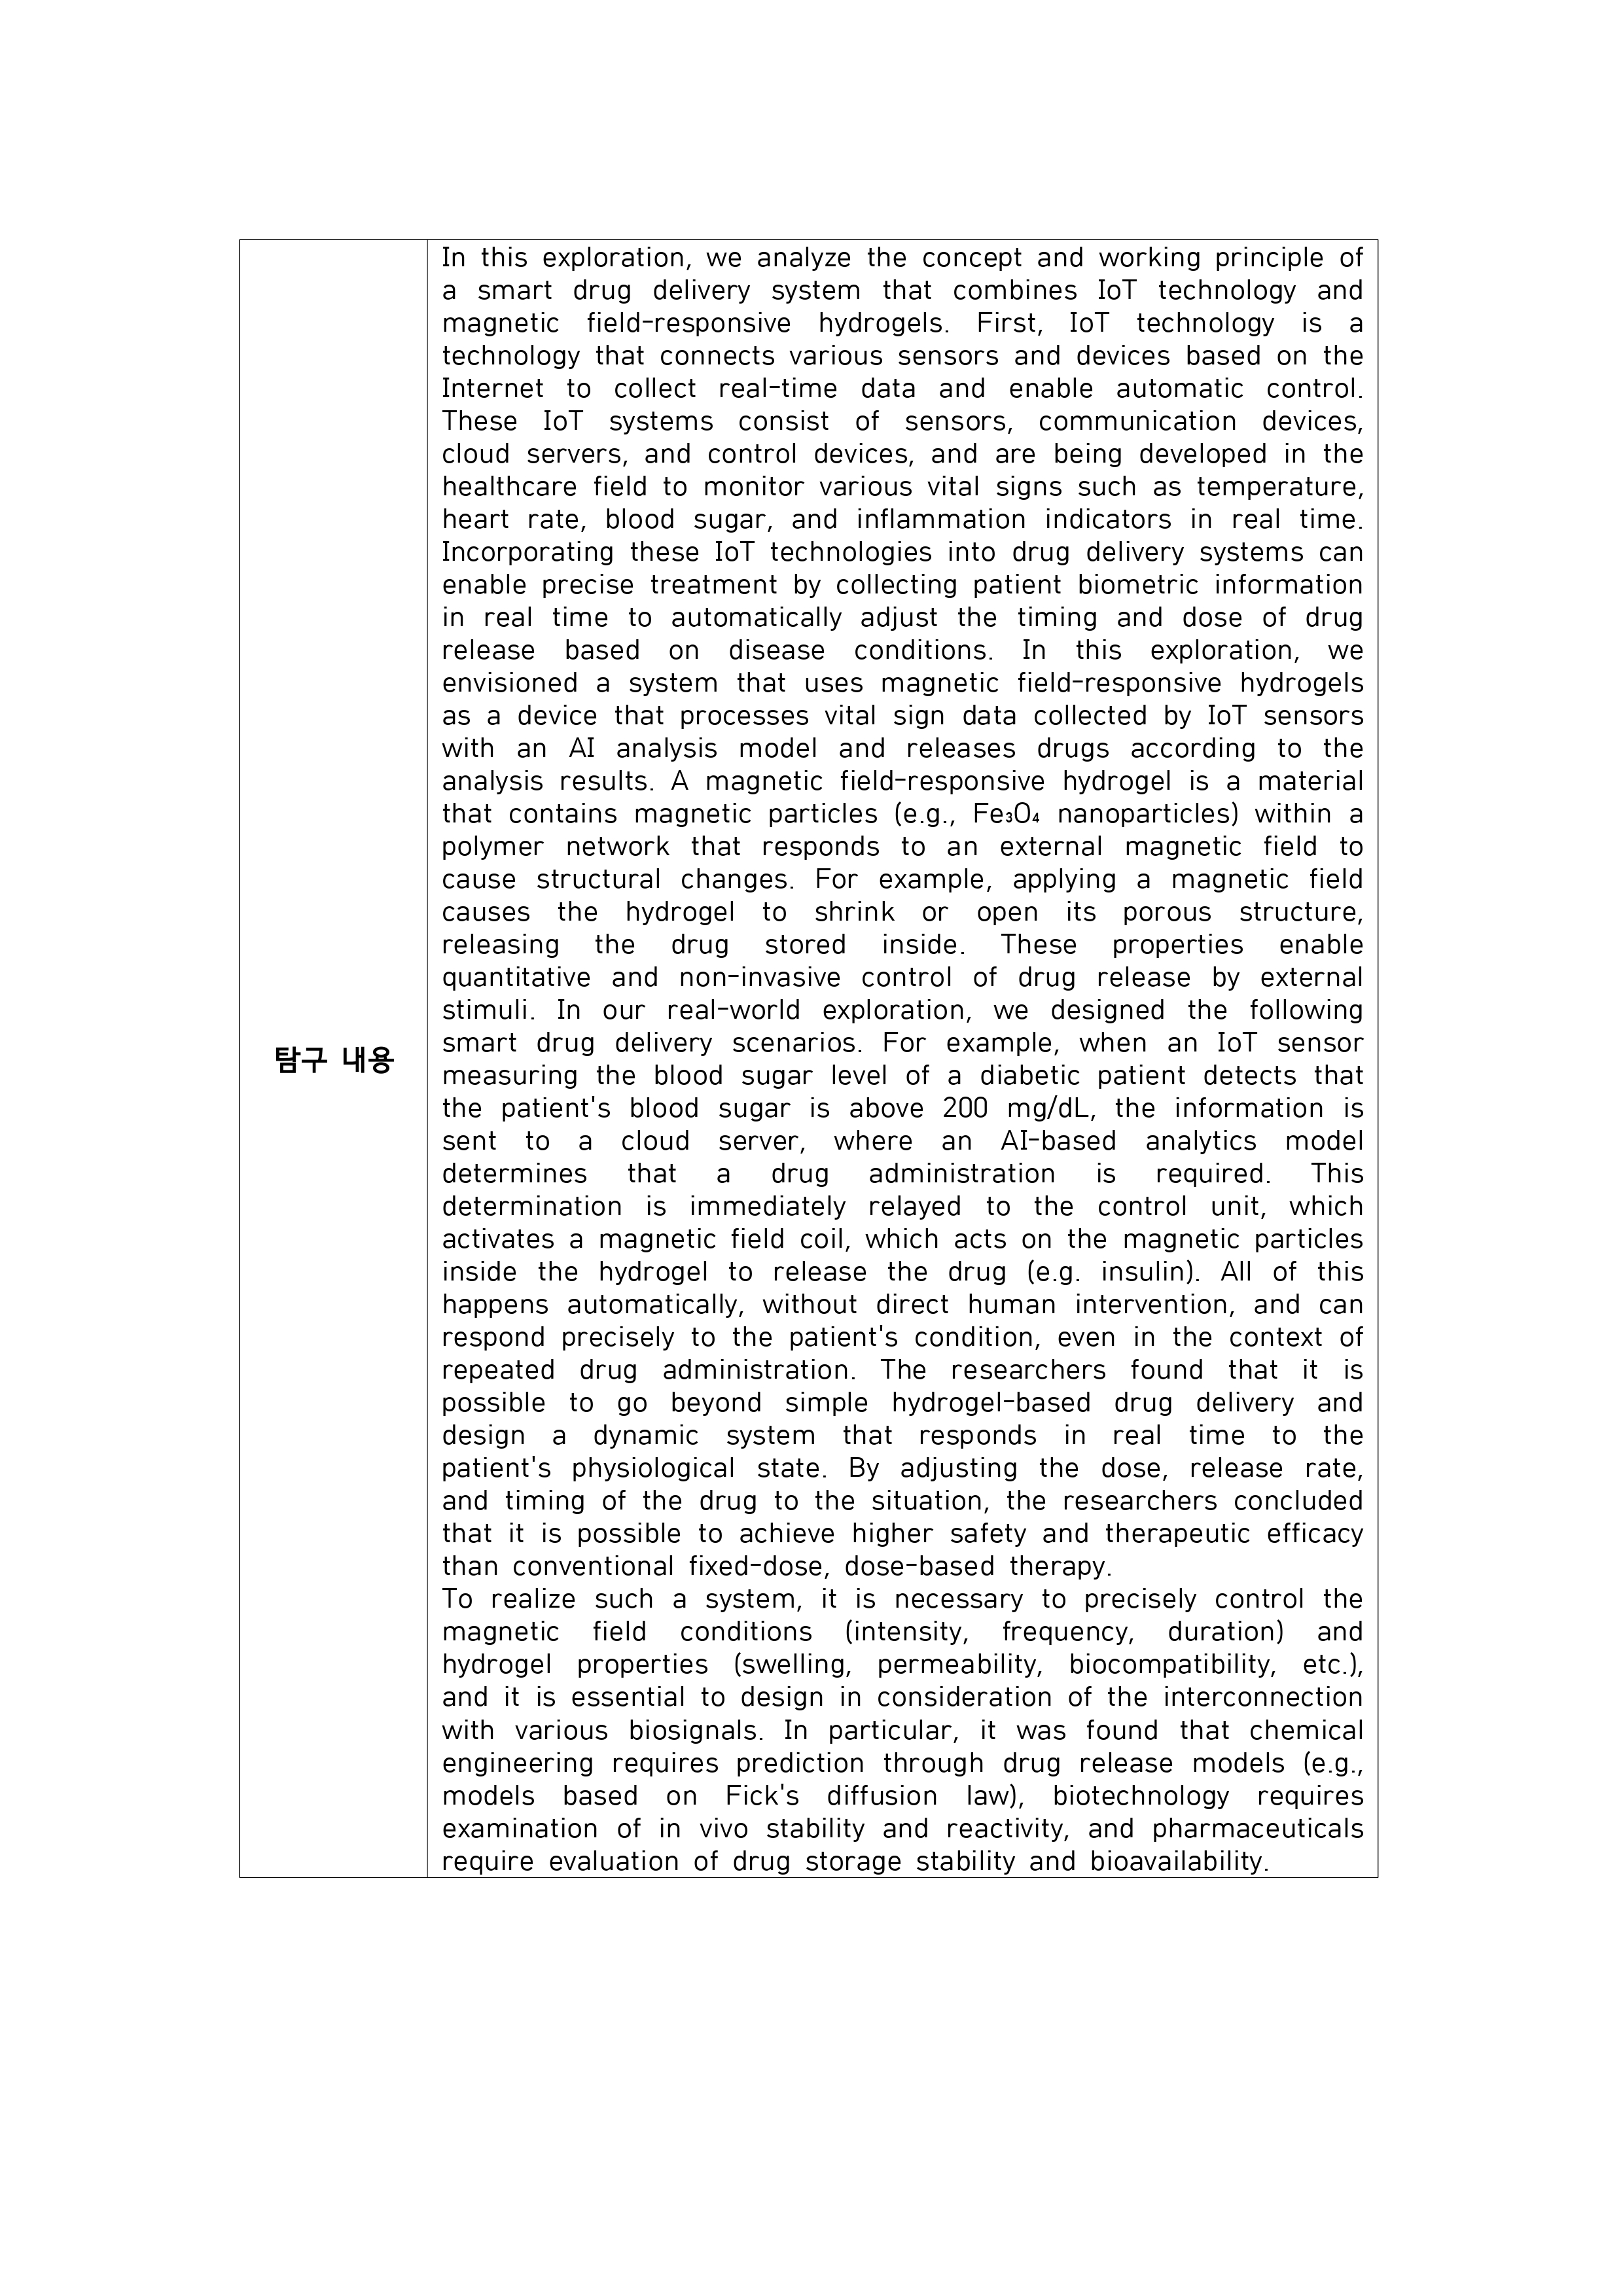 In this exploration, we analyze the concept and working principle of
a smart drug delivery system that combines IoT technology and
magnetic field-responsive hydrogels. First, IoT technology is a
technology that connects various sensors and devices based on the
Internet to collect real-time data and enable automatic control.
These IoT systems consist of sensors, communication devices,
cloud servers, and control devices, and are being developed in the
healthcare field to monitor various vital signs such as temperature,
heart rate, blood sugar, and inflammation indicators in real time.
Incorporating these IoT technologies into drug delivery systems can
enable precise treatment by collecting patient biometric information
in real time to automatically adjust the timing and dose of drug
release based on disease conditions. In this exploration, we
envisioned a system that uses magnetic field-responsive hydrogels
as a device that processes vital sign data collected by IoT sensors
with an AI analysis model and releases drugs according to the
analysis results. A magnetic field-responsive hydrogel is a material
that contains magnetic particles (e.g., Fe₃O₄ nanoparticles) within a
polymer network that responds to an external magnetic field to
cause structural changes. For example, applying a magnetic field
causes the hydrogel to shrink or open its porous structure,
releasing the drug stored inside. These properties enable
quantitative and non-invasive control of drug release by external
stimuli. In our real-world exploration, we designed the following
smart drug delivery scenarios. For example, when an IoT sensor
탐구 내용
measuring the blood sugar level of a diabetic patient detects that
the patient's blood sugar is above 200 mg/dL, the information is
sent to a cloud server, where an AI-based analytics model
determines that a drug administration is required. This
determination is immediately relayed to the control unit, which
activates a magnetic field coil, which acts on the magnetic particles
inside the hydrogel to release the drug (e.g. insulin). All of this
happens automatically, without direct human intervention, and can
respond precisely to the patient's condition, even in the context of
repeated drug administration. The researchers found that it is
possible to go beyond simple hydrogel-based drug delivery and
design a dynamic system that responds in real time to the
patient's physiological state. By adjusting the dose, release rate,
and timing of the drug to the situation, the researchers concluded
that it is possible to achieve higher safety and therapeutic efficacy
than conventional fixed-dose, dose-based therapy.
To realize such a system, it is necessary to precisely control the
magnetic field conditions (intensity, frequency, duration) and
hydrogel properties (swelling, permeability, biocompatibility, etc.),
and it is essential to design in consideration of the interconnection
with various biosignals. In particular, it was found that chemical
engineering requires prediction through drug release models (e.g.,
models based on Fick's diffusion law), biotechnology requires
examination of in vivo stability and reactivity, and pharmaceuticals
require evaluation of drug storage stability and bioavailability.